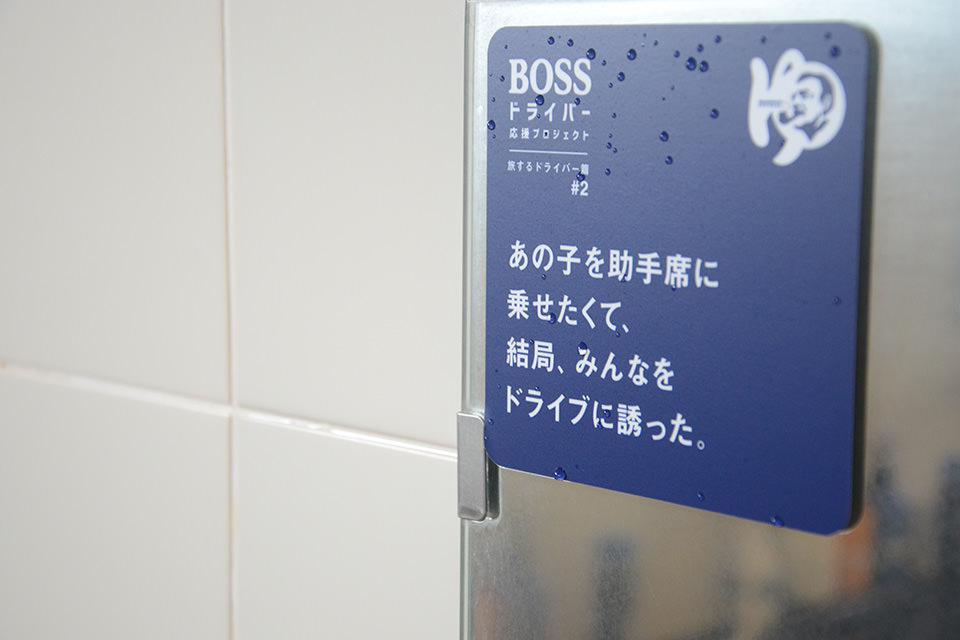 BOSS
ドライバー
応援プロジェクト
旅するドライバー篇
#2
ゆ
あの子を助手席に
乗せたくて、
結局、みんなを
ドライブに誘った。